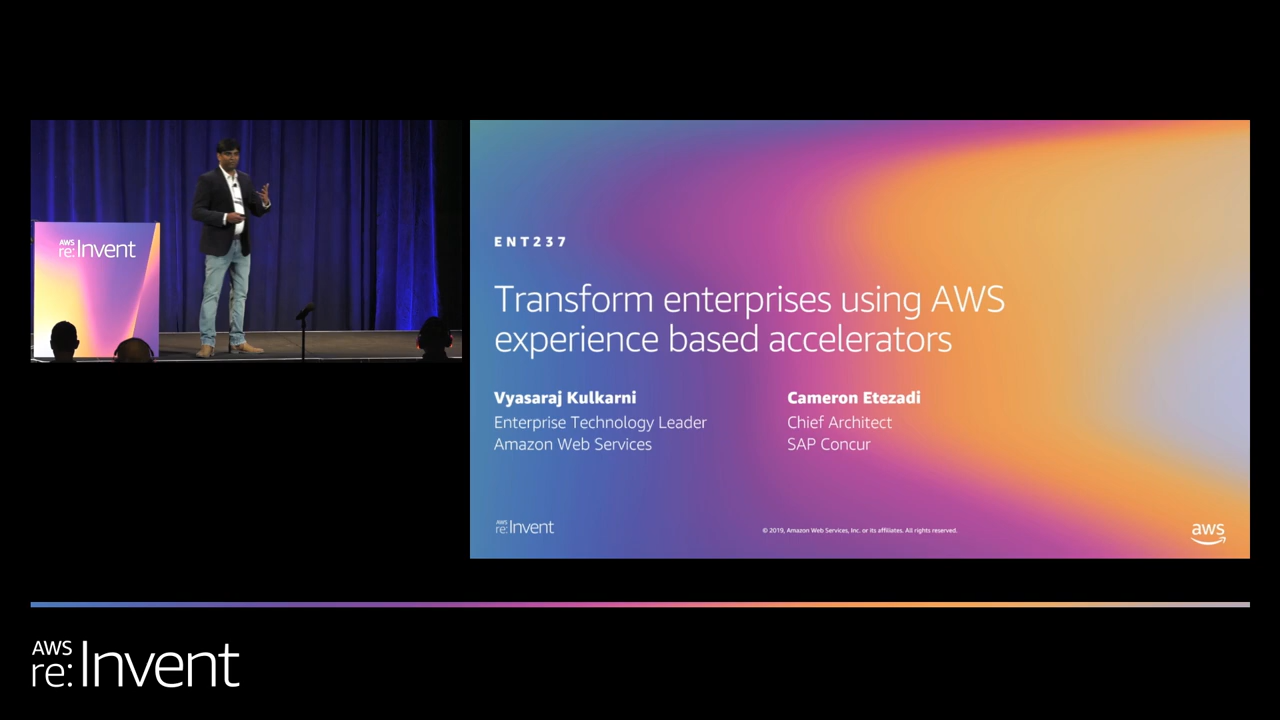 AWS
re:Invent
ENT237
Transform enterprises using AWS
experience based accelerators
Vyasaraj Kulkarni
Enterprise Technology Leader
Amazon Web Services
Cameron Etezadi
Chief Architect
SAP Concur
AWS
re:Invent
© 2019, Amazon Web Services, Inc. or its affiliates. All rights reserved.
aws
AWS
re:Invent